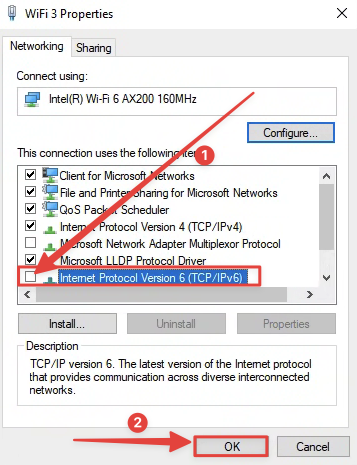 WiFi 3 Properties
Networking
Sharing
Connect using:
Intel(R) Wi-Fi 6 AX200 160MHz
Configure...
This connection uses the following
1
Client for Microsoft Networks
File and Printer Sharing for Microsoft Networks
QoS Packet Scheduler
Internet Protocol Version 4 (TCP/IPv4)
Microsoft Network Adapter Multiplexor Protocol
Microsoft LLDP Protocol Driver
Internet Protocol Version 6 (TCP/IPv6)
Install...
Uninstall
Properties
Description
TCP/IP version 6. The latest version of the Internet protocol
that provides communication across diverse interconnected
networks.
2
OK
Cancel